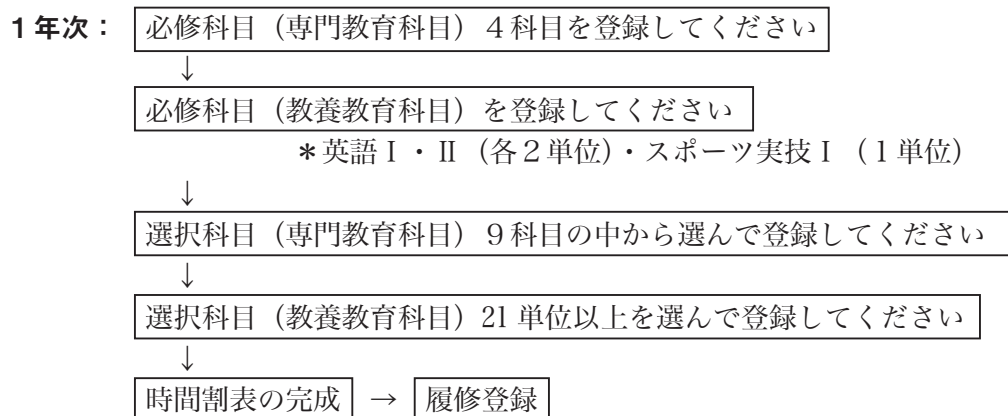 １年次： 必修科目（専門教育科目）４科目を登録してください
↓
必修科目（教養教育科目）を登録してください
＊英語Ⅰ・Ⅱ（各２単位）・スポーツ実技Ⅰ（１単位）
↓
選択科目（専門教育科目）９科目の中から選んで登録してください
↓
選択科目（教養教育科目）21 単位以上を選んで登録してください
↓
時間割表の完成 → 履修登録